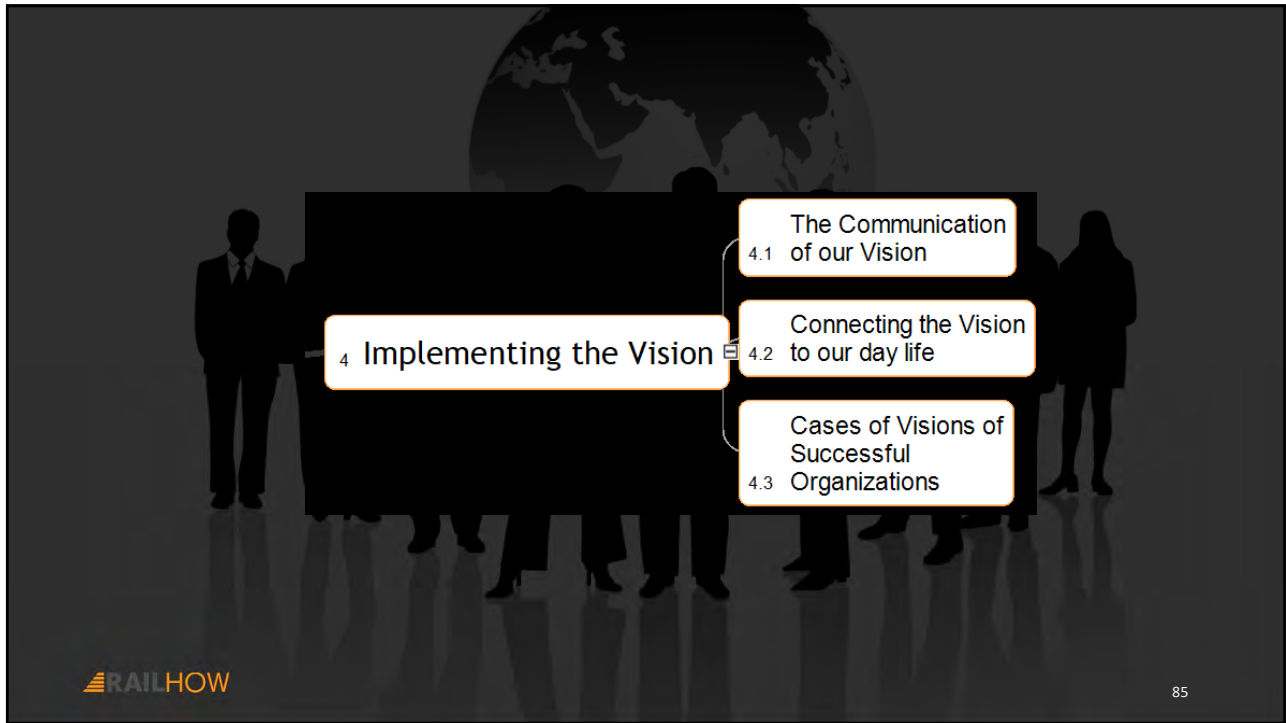 4 Implementing the Vision
The Communication
4.1 of our Vision
Connecting the Vision
4.2 to our day life
Cases of Visions of
Successful
4.3 Organizations
RAILHOW
85